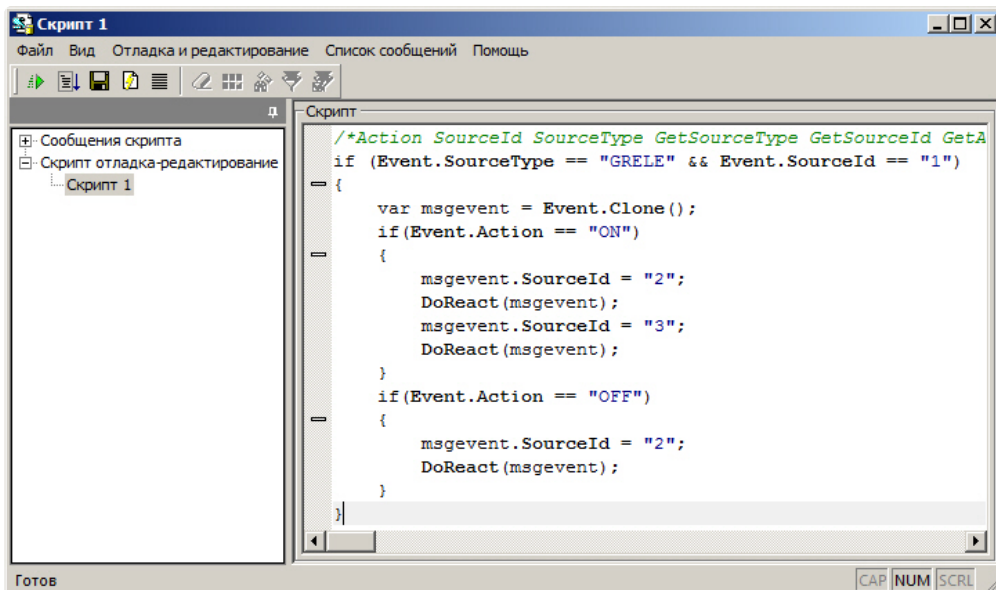 Скрипт 1
Файл Вид Отладка и редактирование Список сообщений Помощь
Скрипт
Сообщения скрипта
Скрипт отладка-редактирование
Скрипт 1
/*Action SourceId SourceType GetSourceType GetSourceId GetA
if (Event.SourceType == "GRELE" && Event.SourceId == "1")
{
var msgevent = Event.Clone();
if(Event.Action == "ON")
{
msgevent.SourceId = "2";
DoReact(msgevent);
msgevent.SourceId = "3";
DoReact(msgevent);
}
if(Event.Action == "OFF")
{
msgevent.SourceId = "2";
DoReact(msgevent);
}
}
Готов
CAP NUM SCRL